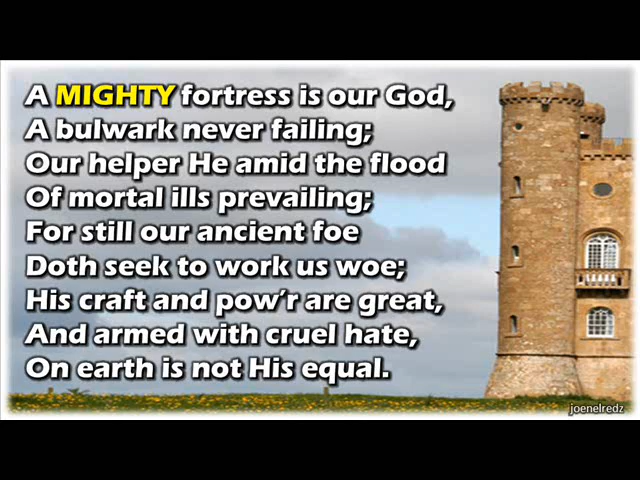 A MIGHTY fortress is our God,
A bulwark never failing;
Our helper He amid the flood
Of mortal ills prevailing;
For still our ancient foe
Doth seek to work us woe;
His craft and pow'r are great,
And armed with cruel hate,
On earth is not His equal.
joenelredz